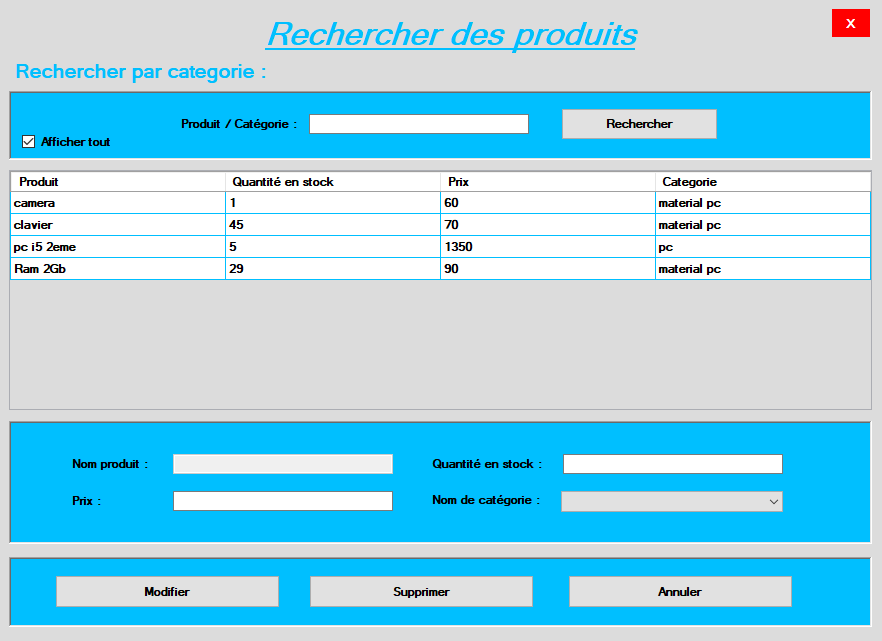 Rechercher des produits
X
Rechercher par categorie :
Produit / Catégorie :
Rechercher
Afficher tout
Produit Quantité en stock Prix Categorie
camera 1 60 material pc
clavier 45 70 material pc
pc i5 2eme 5 1350 pc
Ram 2Gb 29 90 material pc
Nom produit : Quantité en stock :
Prix : Nom de catégorie :
Modifier Supprimer Annuler